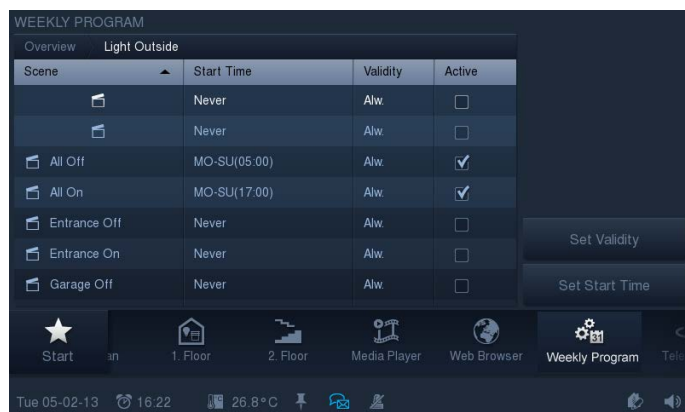 WEEKLY PROGRAM
Overview Light Outside
Scene Start Time Validity Active
Never Alw.
Never Alw.
All Off MO-SU(05:00) Alw.
All On MO-SU(17:00) Alw.
Entrance Off Never Alw.
Entrance On Never Alw.
Garage Off Never Alw.
Set Validity
Set Start Time
31
Start an 1. Floor 2. Floor Media Player Web Browser Weekly Program Tele
Tue 05-02-13 16:22 26.8°C